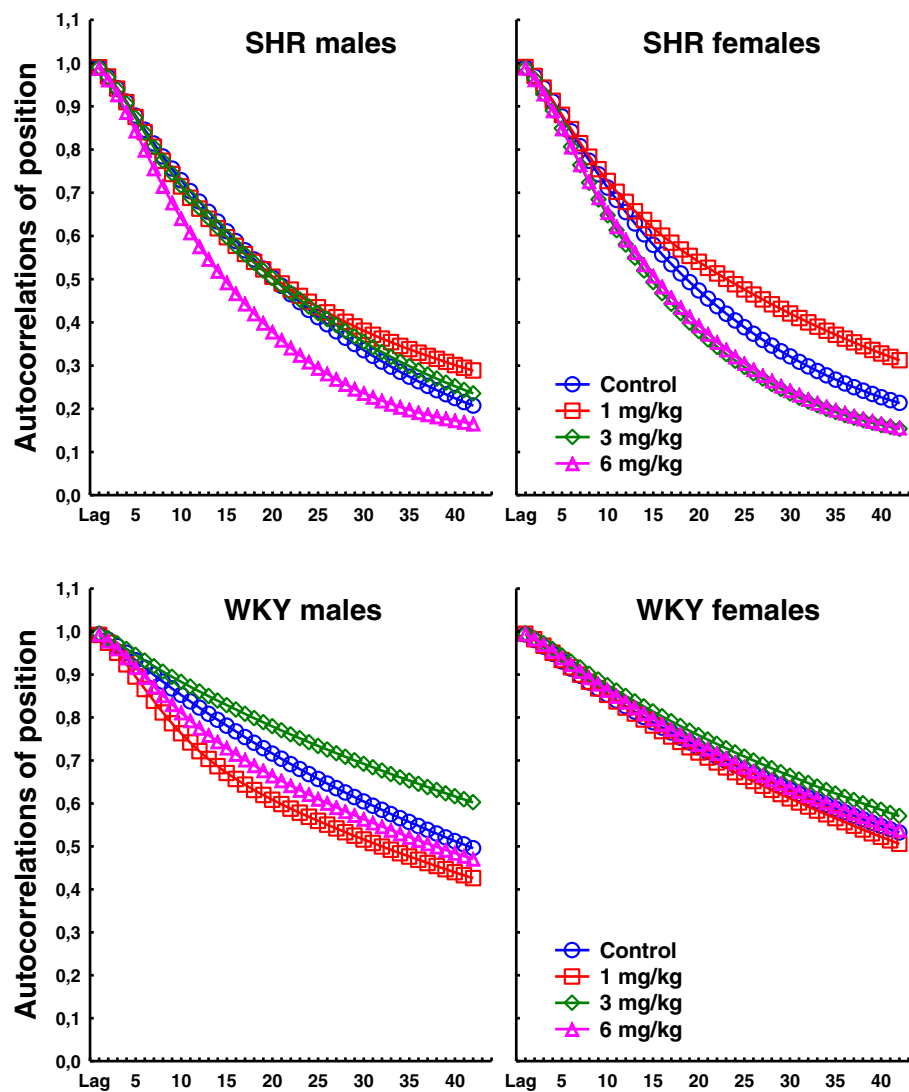 SHR males
SHR females
Autocorrelations of position
1,1
1,0
0,9
0,8
0,7
0,6
0,5
0,4
0,3
0,2
0,1
0,0
Control
1 mg/kg
3 mg/kg
6 mg/kg
Lag 5 10 15 20 25 30 35 40
Lag 5 10 15 20 25 30 35 40
WKY males
WKY females
Autocorrelations of position
1,1
1,0
0,9
0,8
0,7
0,6
0,5
0,4
0,3
0,2
0,1
0,0
Control
1 mg/kg
3 mg/kg
6 mg/kg
Lag 5 10 15 20 25 30 35 40
Lag 5 10 15 20 25 30 35 40